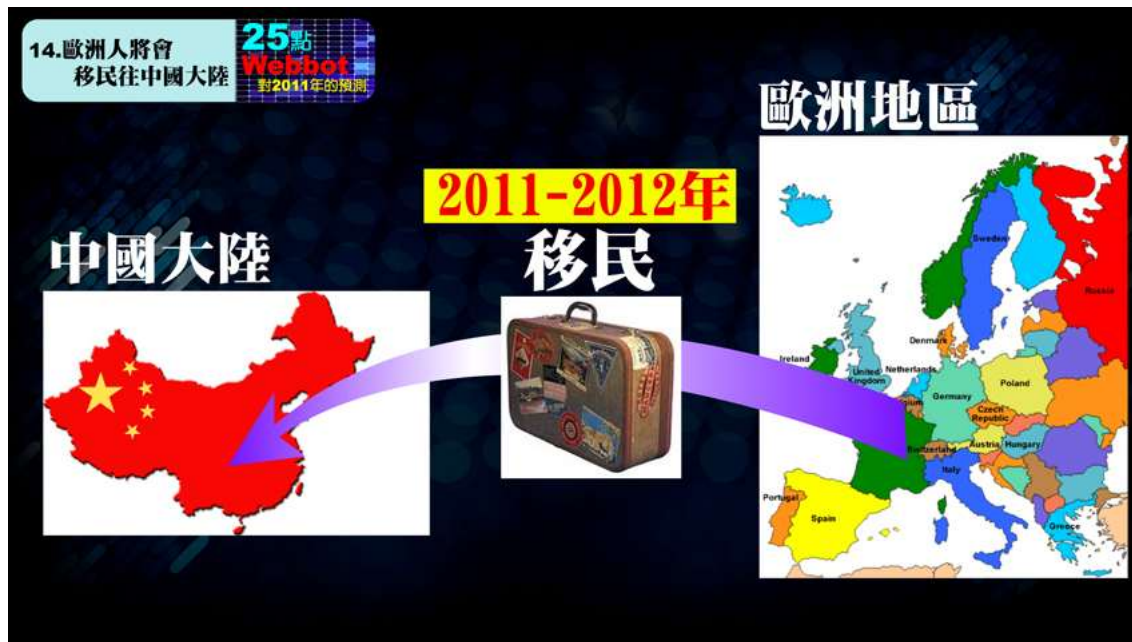 14.歐洲人將會
移民往中國大陸
25點
Webbot
對2011年的預測
歐洲地區
2011-2012年
中國大陸
移民
Sweden
Russia
Denmark
Ireland
United
Kingdom
Netherlands
Poland
Germany
Czech
Republic
Austria
Hungary
Switzerland
Italy
Portugal
Spain
Greece